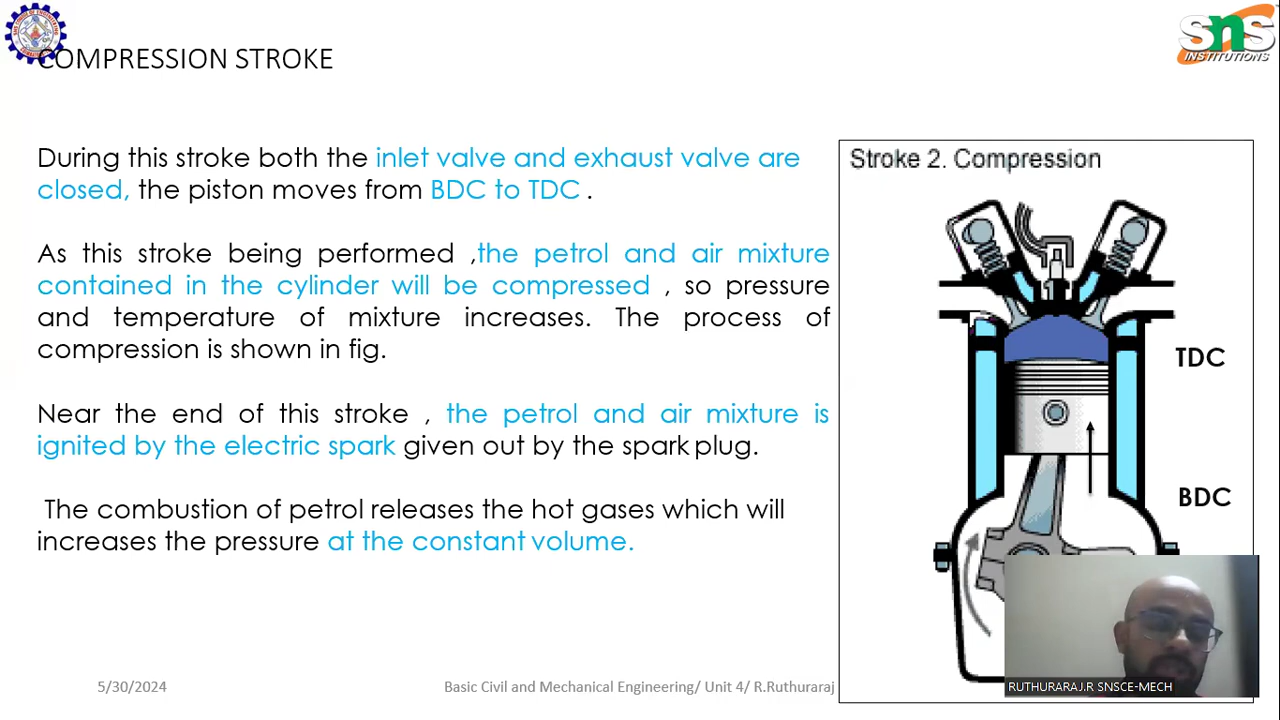 COMPRESSION STROKE
SNS
INSTITUTIONS
During this stroke both the inlet valve and exhaust valve are
closed, the piston moves from BDC to TDC .
As this stroke being performed ,the petrol and air mixture
contained in the cylinder will be compressed , so pressure
and temperature of mixture increases. The process of
compression is shown in fig.
Near the end of this stroke , the petrol and air mixture is
ignited by the electric spark given out by the spark plug.
The combustion of petrol releases the hot gases which will
increases the pressure at the constant volume.
Stroke 2. Compression
TDC
BDC
RUTHURARAJ.R SNSCE-MECH
5/30/2024
Basic Civil and Mechanical Engineering/ Unit 4/ R.Ruthuraraj